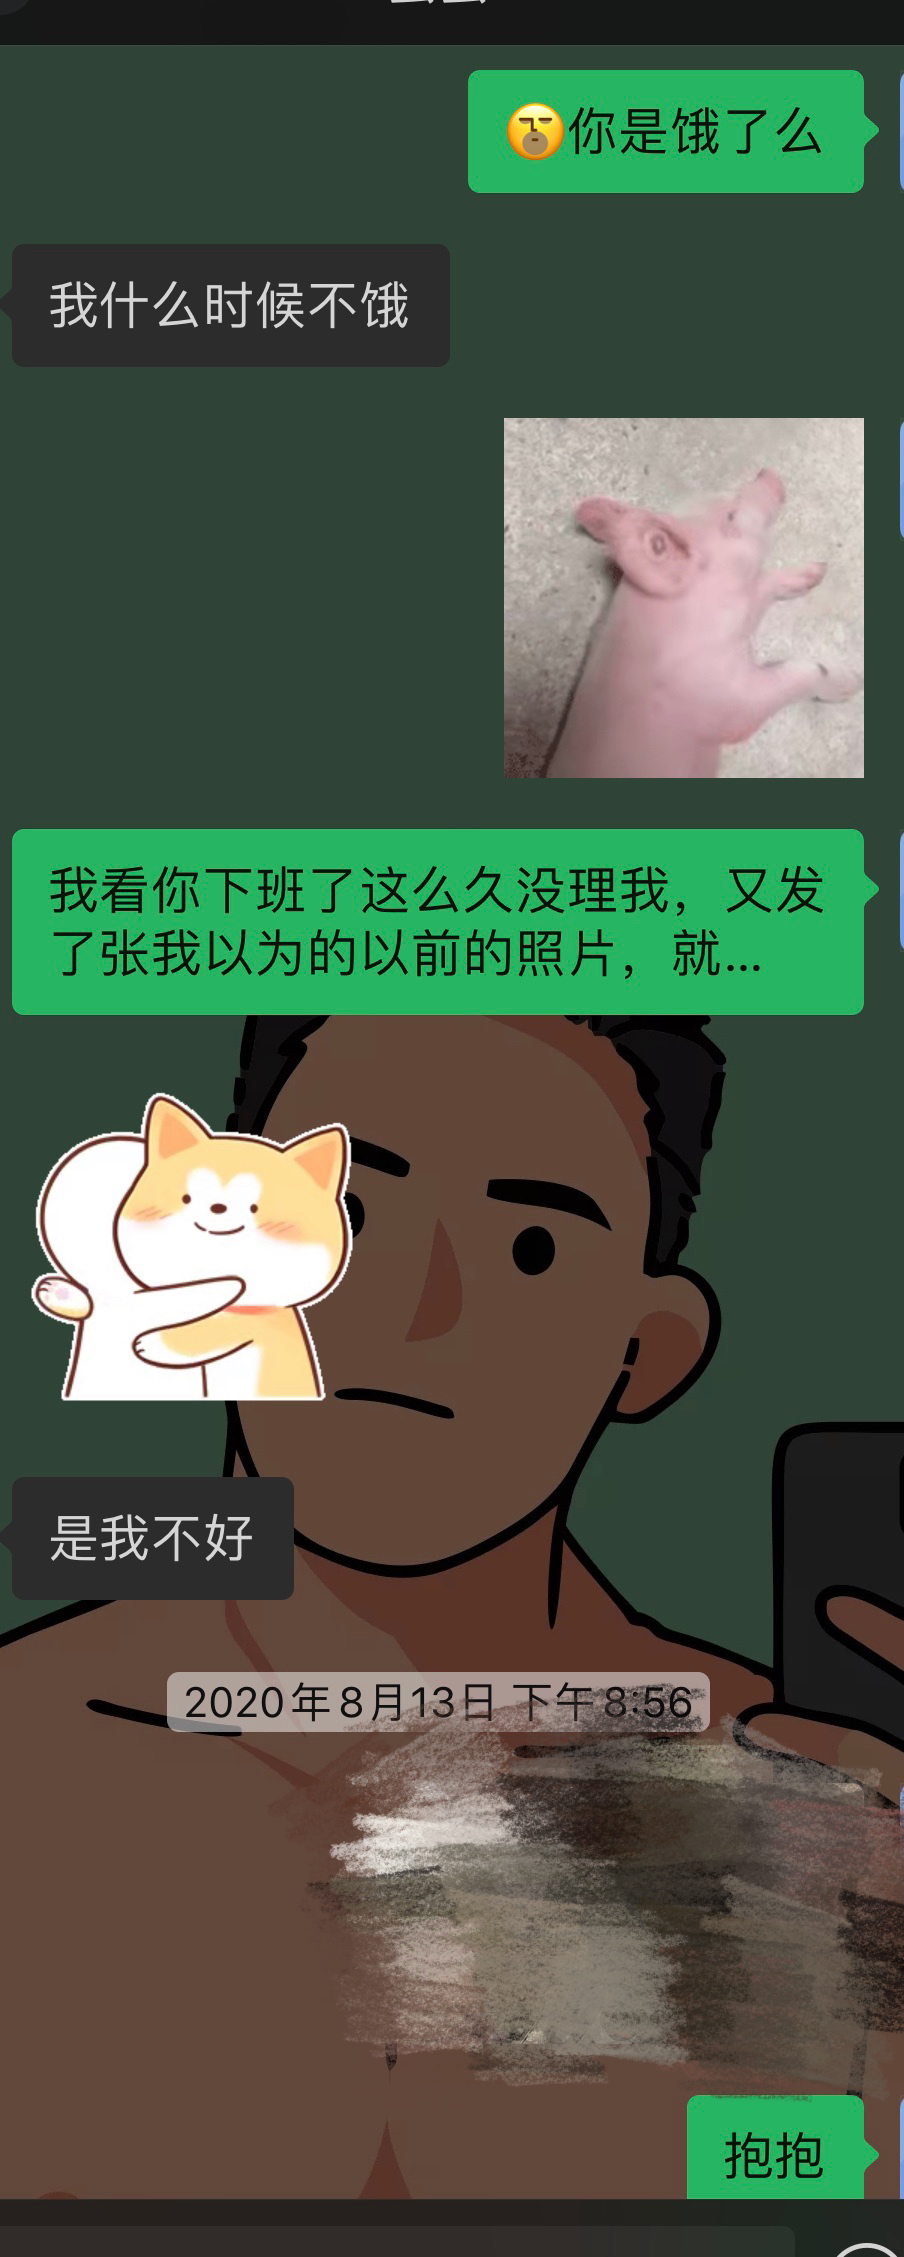 你是饿了么
我什么时候不饿
我看你下班了这么久没理我，又发
了张我以为的以前的照片，就...
是我不好
2020年8月13日 下午 8:56
抱抱